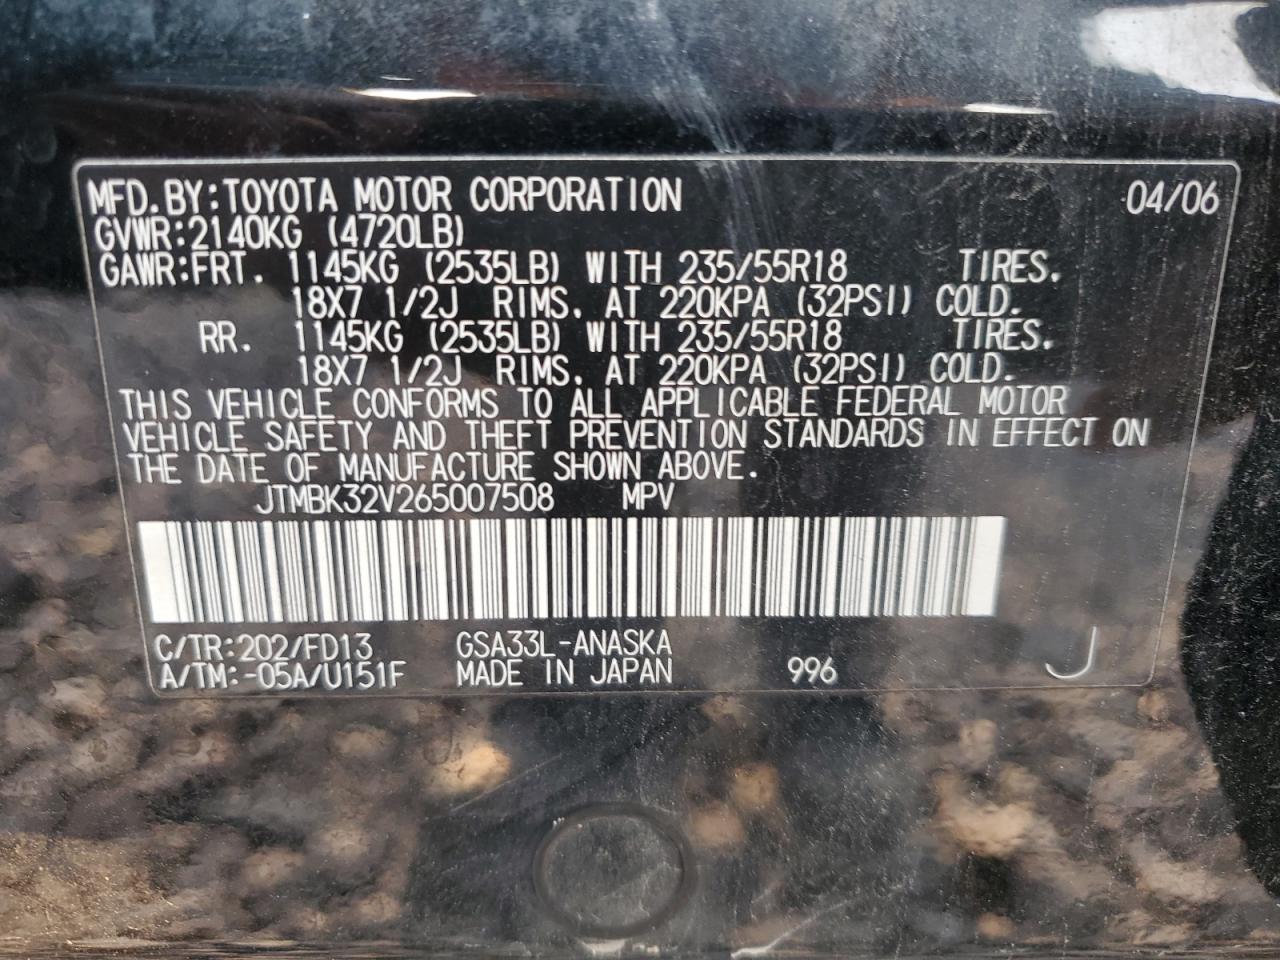 MFD.BY:TOYOTA MOTOR CORPORATION 04/06
GVWR:2140KG (4720LB)
GAWR:FRT. 1145KG (2535LB) WITH 235/55R18 TIRES.
18X7 1/2J RIMS, AT 220KPA (32PSI) COLD.
RR. 1145KG (2535LB) WITH 235/55R18 TIRES.
18X7 1/2J RIMS, AT 220KPA (32PSI) COLD.
THIS VEHICLE CONFORMS TO ALL APPLICABLE FEDERAL MOTOR
VEHICLE SAFETY AND THEFT PREVENTION STANDARDS IN EFFECT ON
THE DATE OF MANUFACTURE SHOWN ABOVE.
JTMBK32V265007508 MPV
C/TR:202/FD13 GSA33L-ANASKA
A/TM:-05A/U151F MADE IN JAPAN 996 J